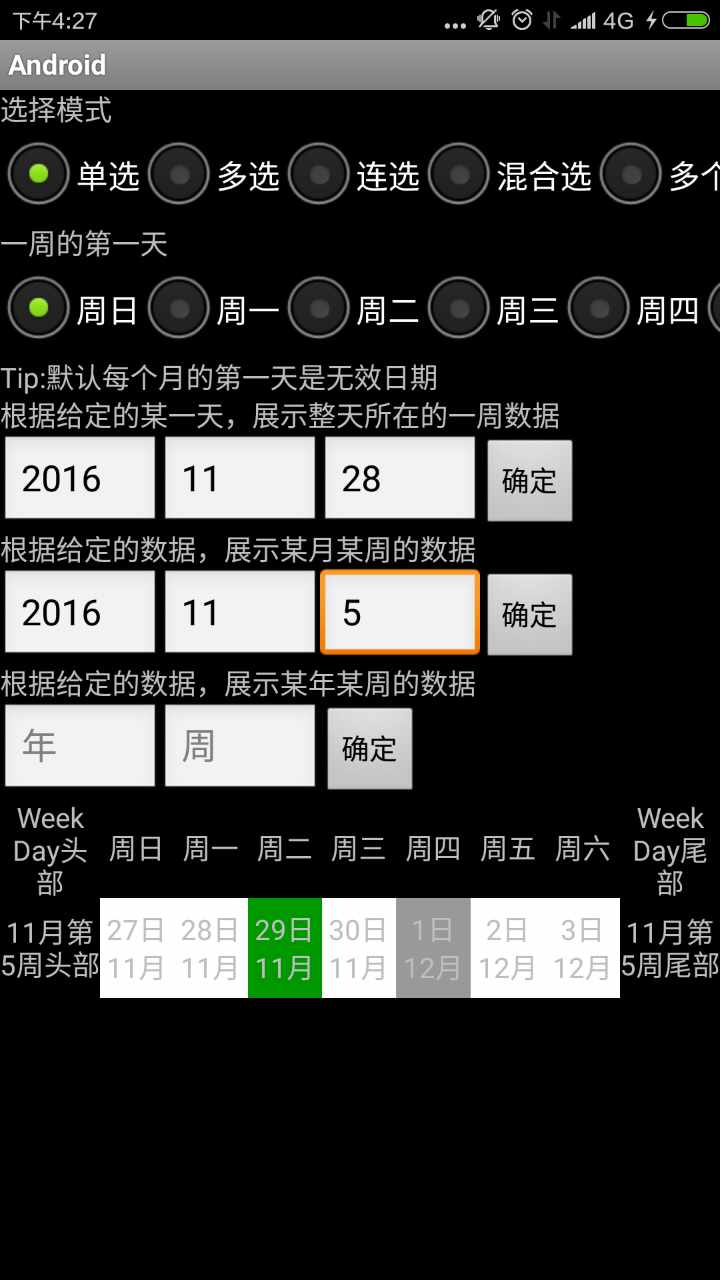 下午4:27 ... 4G
Android
选择模式
单选 多选 连选 混合选 多个
一周的第一天
周日 周一 周二 周三 周四
Tip:默认每个月的第一天是无效日期
根据给定的某一天，展示整天所在的一周数据
2016 11 28 确定
根据给定的数据，展示某月某周的数据
2016 11 5 确定
根据给定的数据，展示某年某周的数据
年 周 确定
Week
Day头
部
周日 周一 周二 周三 周四 周五 周六
Week
Day尾
部
11月第
5周头部
27日 28日 29日 30日 1日 2日 3日
11月 11月 11月 11月 12月 12月 12月
11月第
5周尾部